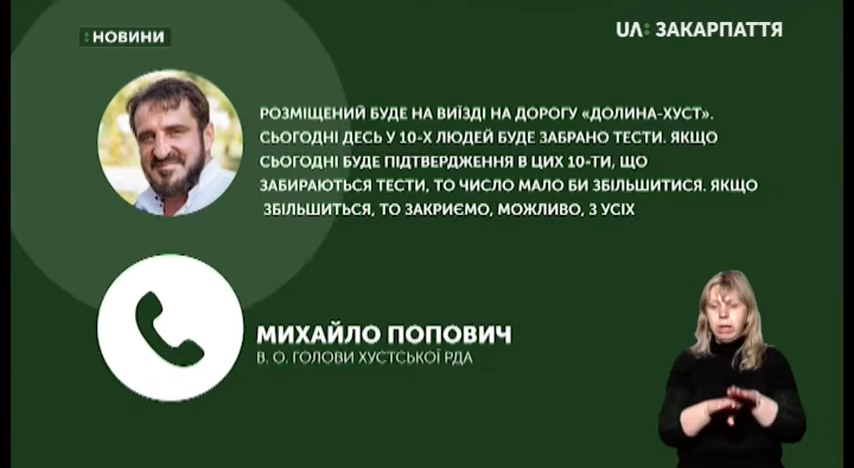 НОВИНИ
UA: ЗАКАРПАТТЯ
РОЗМІЩЕНИЙ БУДЕ НА ВИЇЗДІ НА ДОРОГУ «ДОЛИНА-ХУСТ».
СЬОГОДНІ ДЕСЬ У 10-Х ЛЮДЕЙ БУДЕ ЗАБРАНО ТЕСТИ. ЯКЩО
СЬОГОДНІ БУДЕ ПІДТВЕРДЖЕННЯ В ЦИХ 10-ТИ, ЩО
ЗАБИРАЮТЬСЯ ТЕСТИ, ТО ЧИСЛО МАЛО БИ ЗБІЛЬШИТИСЯ. ЯКЩО
ЗБІЛЬШИТЬСЯ, ТО ЗАКРИЄМО, МОЖЛИВО, З УСІХ
МИХАЙЛО ПОПОВИЧ
В. О. ГОЛОВИ ХУСТСЬКОЇ РДА